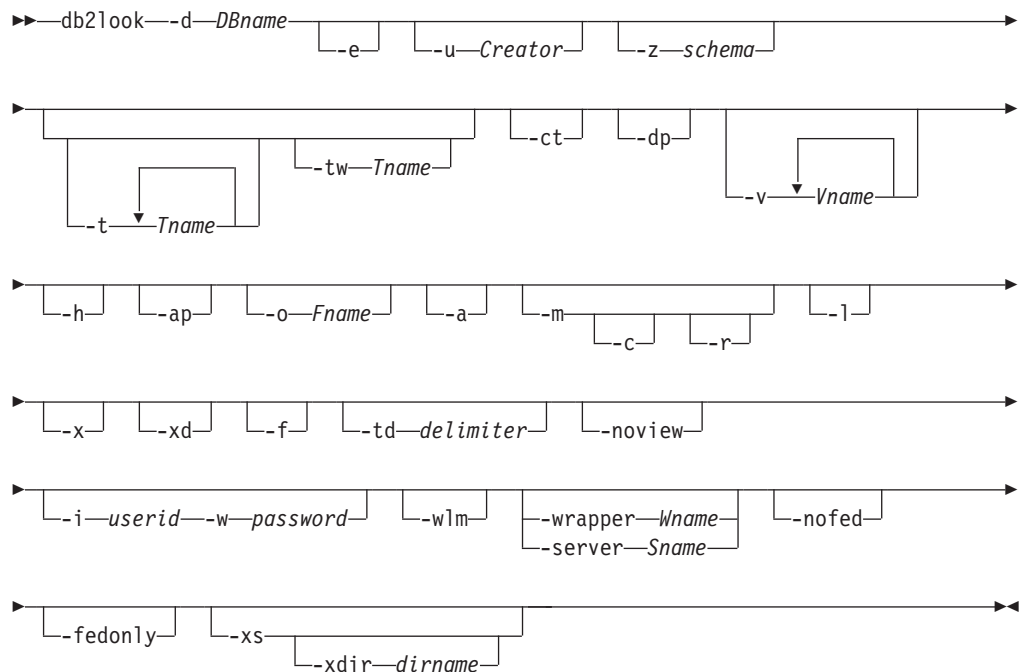 db2look -d DBname
-e -u Creator -z schema
-tw Tname -ct -dp
-t Tname -v Vname
-h -ap -o Fname -a -m -l
-c -r
-x -xd -f -td delimiter -noview
-i userid -w password -wlm -wrapper Wname -nofed
-server Sname
-fedonly -xs
-xdir dirname